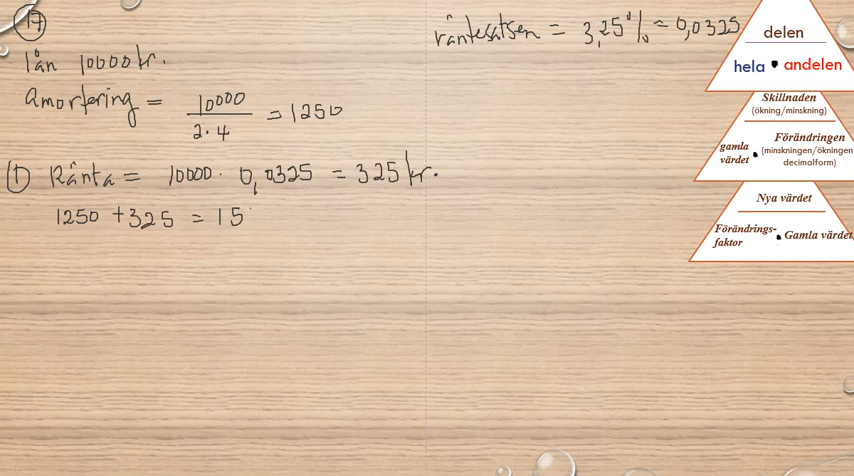 17
räntesatsen = 3,25 % = 0,0325
lån 10000 kr.
Amortering = 10000 / 2·4 = 1250
① Ränta = 10000 · 0,0325 = 325 kr.
1250 + 325 = 15
delen
hela • andelen
Skillnaden
(ökning/minskning)
gamla värdet • Förändringen
(minskningen/ökningen
decimalform)
Nya värdet
Förändrings-
faktor • Gamla värdet